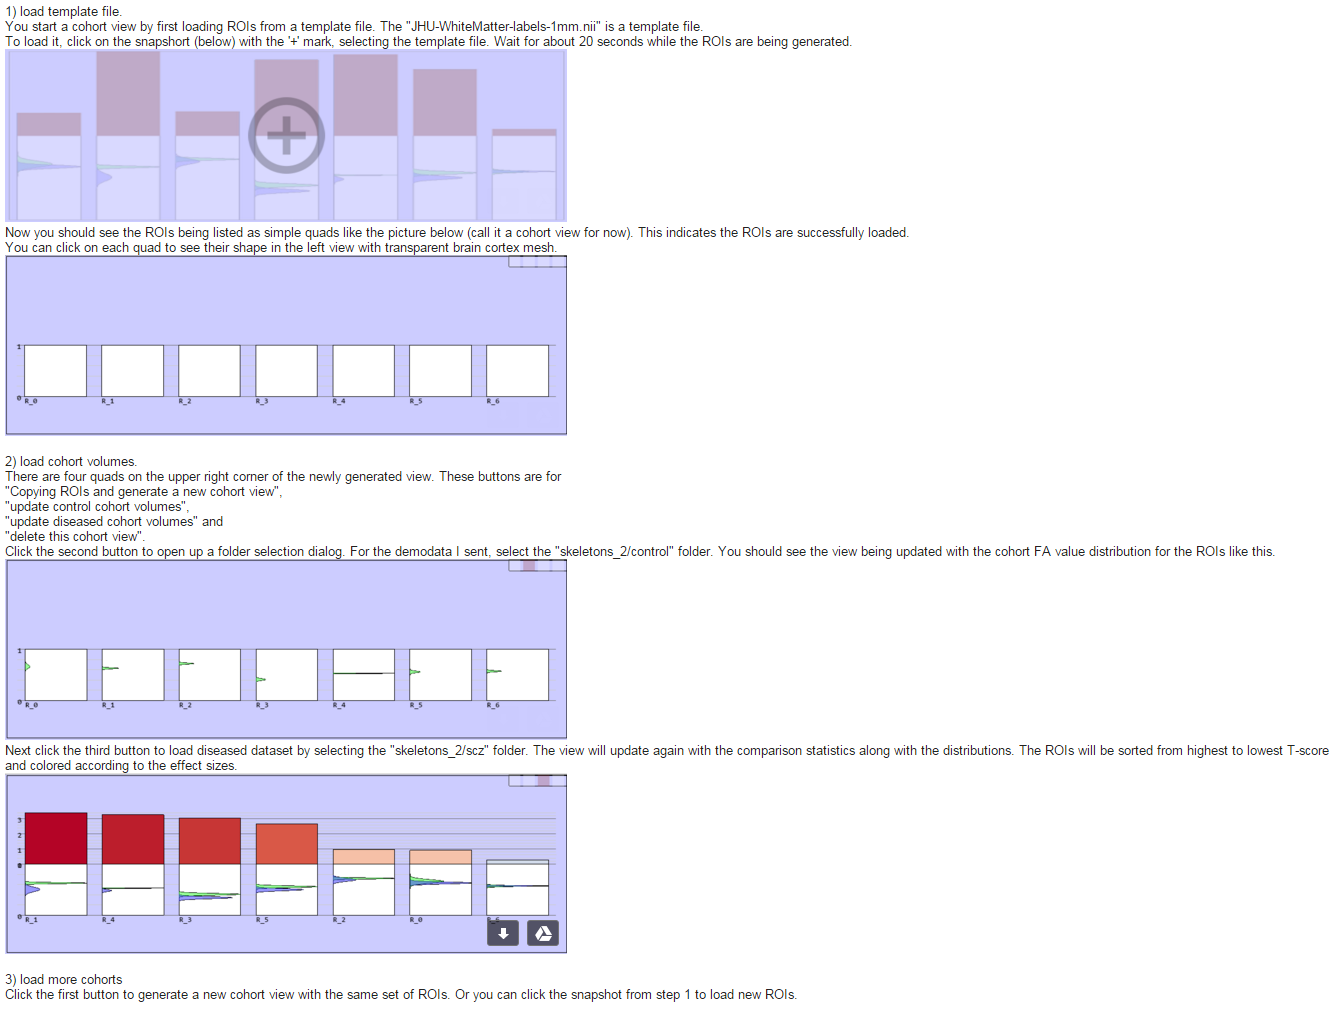 1) load template file.
You start a cohort view by first loading ROIs from a template file. The "JHU-WhiteMatter-labels-1mm.nii" is a template file.
To load it, click on the snapshort (below) with the '+' mark, selecting the template file. Wait for about 20 seconds while the ROIs are being generated.
Now you should see the ROIs being listed as simple quads like the picture below (call it a cohort view for now). This indicates the ROIs are successfully loaded.
You can click on each quad to see their shape in the left view with transparent brain cortex mesh.
1
0 R_0 R_1 R_2 R_3 R_4 R_5 R_6
2) load cohort volumes.
There are four quads on the upper right corner of the newly generated view. These buttons are for
"Copying ROIs and generate a new cohort view",
"update control cohort volumes",
"update diseased cohort volumes" and
"delete this cohort view".
Click the second button to open up a folder selection dialog. For the demodata I sent, select the "skeletons_2/control" folder. You should see the view being updated with the cohort FA value distribution for the ROIs like this.
1
0 R_0 R_1 R_2 R_3 R_4 R_5 R_6
Next click the third button to load diseased dataset by selecting the "skeletons_2/scz" folder. The view will update again with the comparison statistics along with the distributions. The ROIs will be sorted from highest to lowest T-score
and colored according to the effect sizes.
3
2
1
0 R_1 R_4 R_3 R_5 R_2 R_0
3) load more cohorts
Click the first button to generate a new cohort view with the same set of ROIs. Or you can click the snapshot from step 1 to load new ROIs.